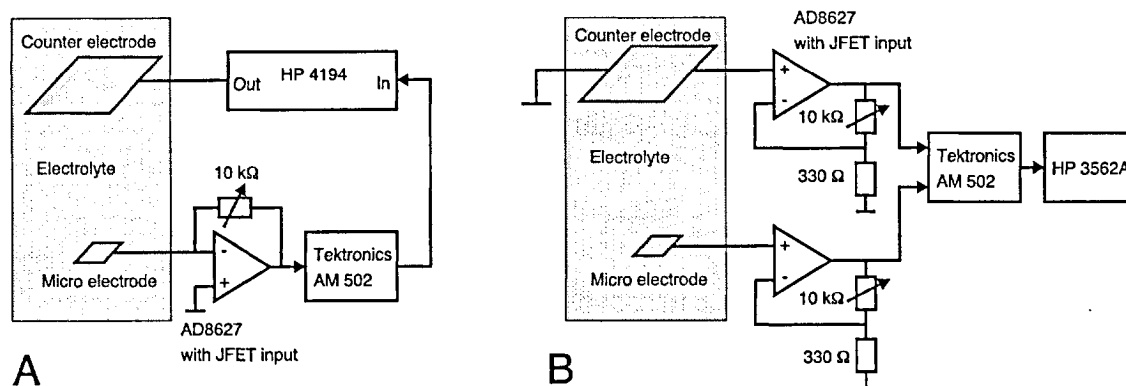 Counter electrode
Out
HP 4194
In
Electrolyte
10 kΩ
-
+
Micro electrode
Tektronics
AM 502
AD8627
with JFET input
A
AD8627
with JFET input
Counter electrode
+
-
10 kΩ
330 Ω
Electrolyte
Tektronics
AM 502
HP 3562A
+
-
Micro electrode
10 kΩ
330 Ω
B